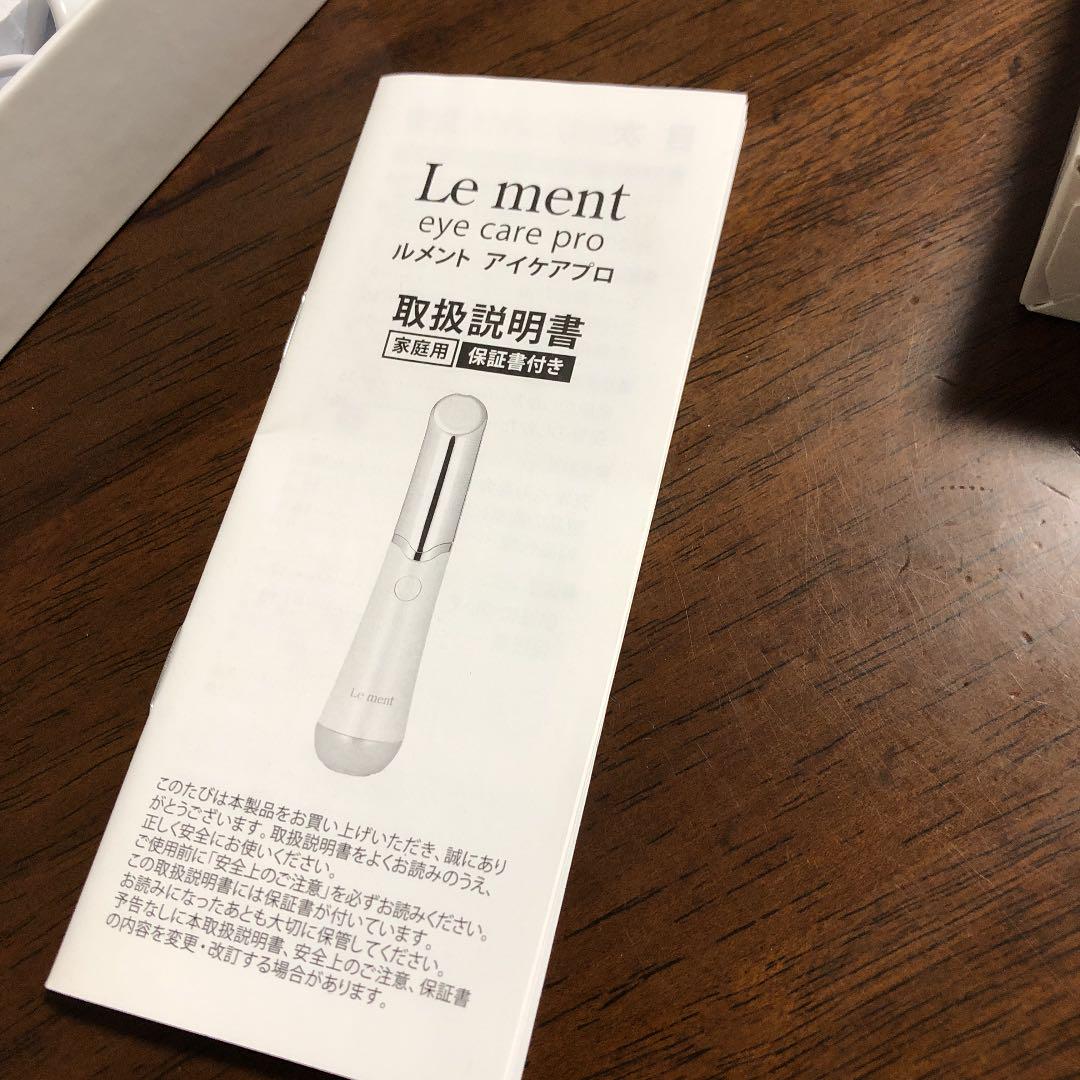 Le ment
eye care pro
ルメント アイケアプロ
取扱説明書
家庭用 保証書付き
Le ment
このたびは本製品をお買い上げいただき、誠にあり
がとうございます。取扱説明書をよくお読みのうえ、
正しく安全にお使いください。
ご使用前に「安全上のご注意」を必ずお読みください。
この取扱説明書には保証書が付いています。
お読みになったあとも大切に保管してください。
予告なしに本取扱説明書、安全上のご注意、保証書
の内容を変更・改訂する場合があります。